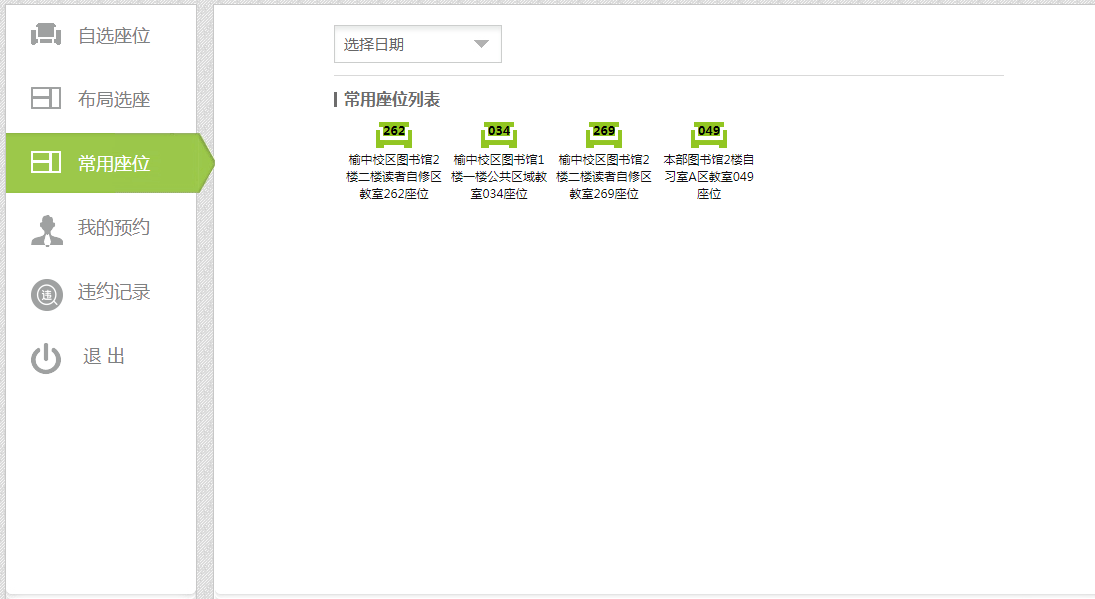 自选座位
布局选座
常用座位
我的预约
违
违约记录
退 出
选择日期
常用座位列表
262
榆中校区图书馆2
楼二楼读者自修区
教室262座位
034
榆中校区图书馆1
楼一楼公共区域教
室034座位
269
榆中校区图书馆2
楼二楼读者自修区
教室269座位
049
本部图书馆2楼自
习室A区教室049
座位